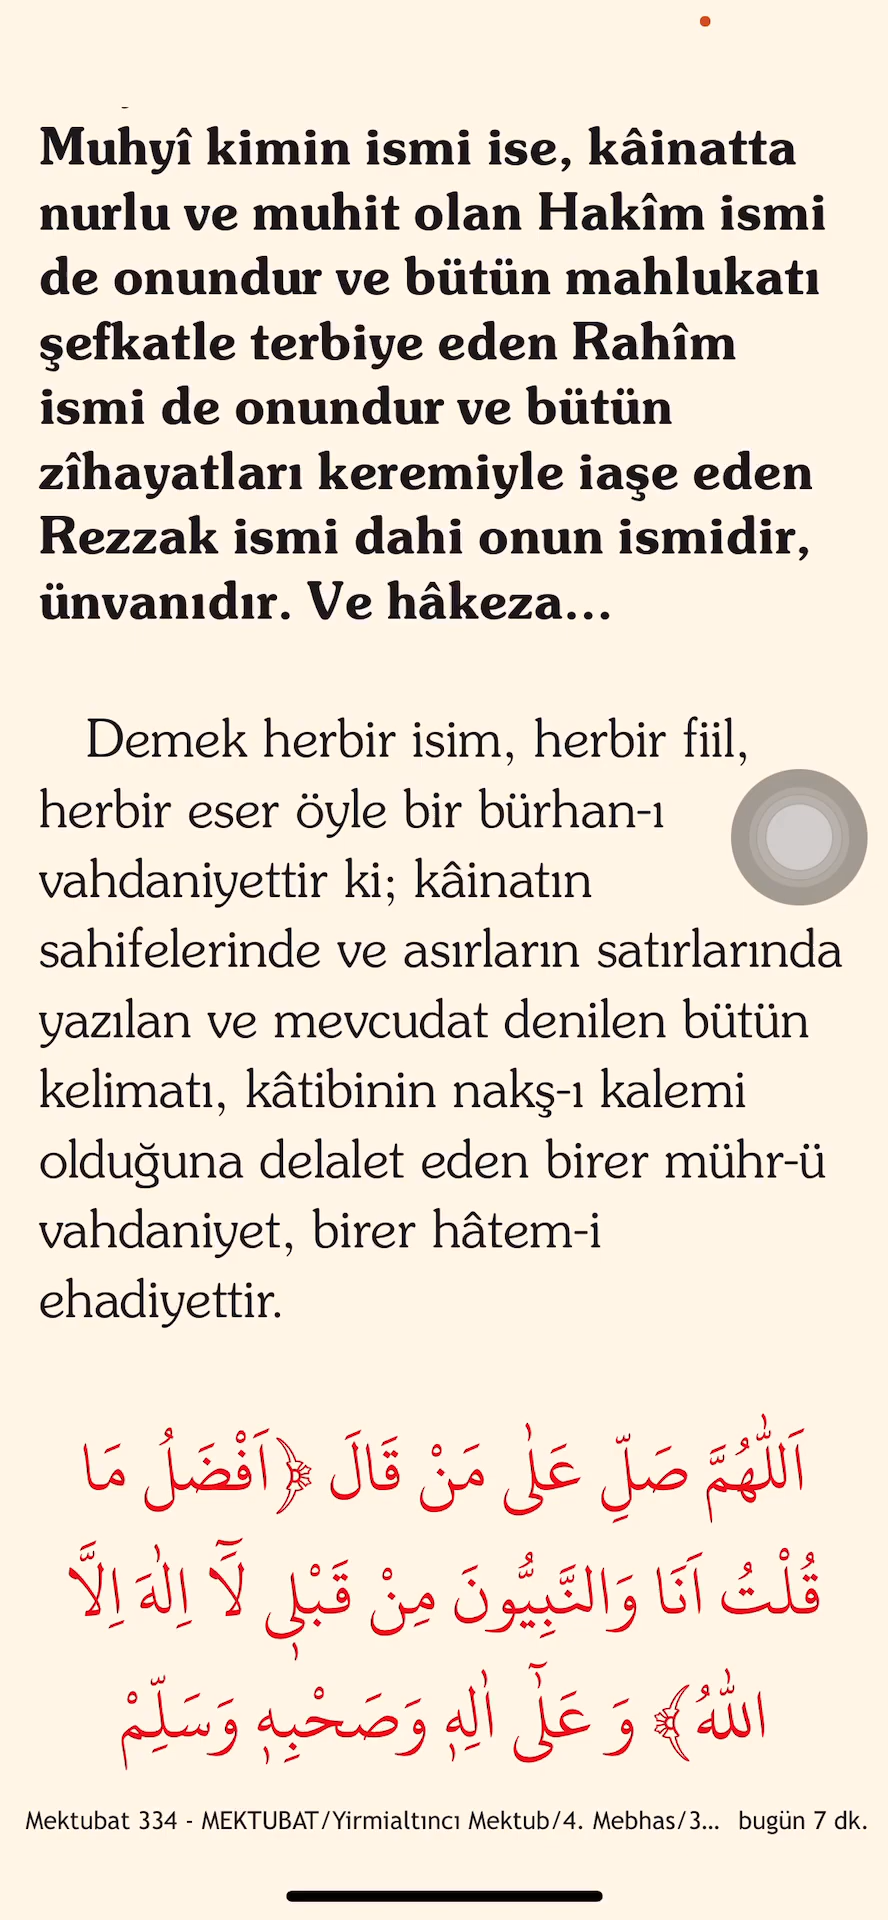 Muhyî kimin ismi ise, kâinatta
nurlu ve muhit olan Hakîm ismi
de onundur ve bütün mahlukatı
şefkatle terbiye eden Rahîm
ismi de onundur ve bütün
zîhayatları keremiyle iaşe eden
Rezzak ismi dahi onun ismidir,
ünvanıdır. Ve hâkeza...
Demek herbir isim, herbir fiil,
herbir eser öyle bir bürhan-ı
vahdaniyettir ki; kâinatın
sahifelerinde ve asırların satırlarında
yazılan ve mevcudat denilen bütün
kelimatı, kâtibinin nakş-ı kalemi
olduğuna delalet eden birer mühr-ü
vahdaniyet, birer hâtem-i
ehadiyettir.
اَللّٰهُمَّ صَلِّ عَلٰى مَنْ قَالَ ﴿اَفْضَلُ مَا
قُلْتُ اَنَا وَالنَّبِيُّونَ مِنْ قَبْلٖى لَٓا اِلٰهَ اِلَّا
اللّٰهُ﴾ وَ عَلٰٓى اٰلِهٖ وَصَحْبِهٖ وَسَلِّمْ
Mektubat 334 - MEKTUBAT/Yirmialtıncı Mektub/4. Mebhas/3... bugün 7 dk.